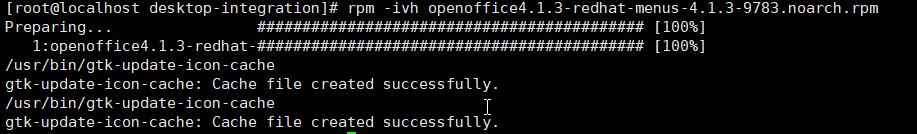 [root@localhost desktop-integration]# rpm -ivh openoffice4.1.3-redhat-menus-4.1.3-9783.noarch.rpm
Preparing...                ########################################### [100%]
   1:openoffice4.1.3-redhat-########################################### [100%]
/usr/bin/gtk-update-icon-cache
gtk-update-icon-cache: Cache file created successfully.
/usr/bin/gtk-update-icon-cache
gtk-update-icon-cache: Cache file created successfully.